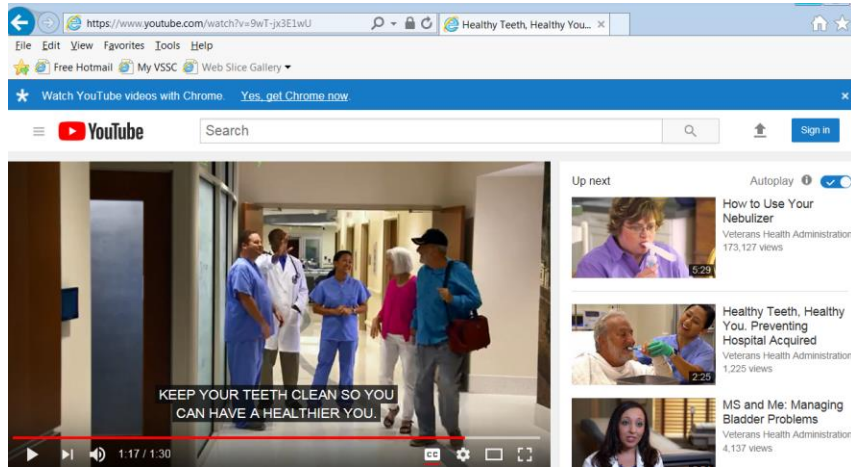 https://www.youtube.com/watch?v=9wT-jx3E1wU
Healthy Teeth, Healthy You...
File Edit View Favorites Tools Help
Free Hotmail My VSSC Web Slice Gallery
Watch YouTube videos with Chrome. Yes, get Chrome now.
YouTube Search Sign in
Up next Autoplay
How to Use Your
Nebulizer
Veterans Health Administration
173,127 views
5:29
Healthy Teeth, Healthy
You. Preventing
Hospital Acquired
Veterans Health Administration
1,225 views
2:25
MS and Me: Managing
Bladder Problems
Veterans Health Administration
4,137 views
KEEP YOUR TEETH CLEAN SO YOU
CAN HAVE A HEALTHIER YOU.
1:17 / 1:30 CC